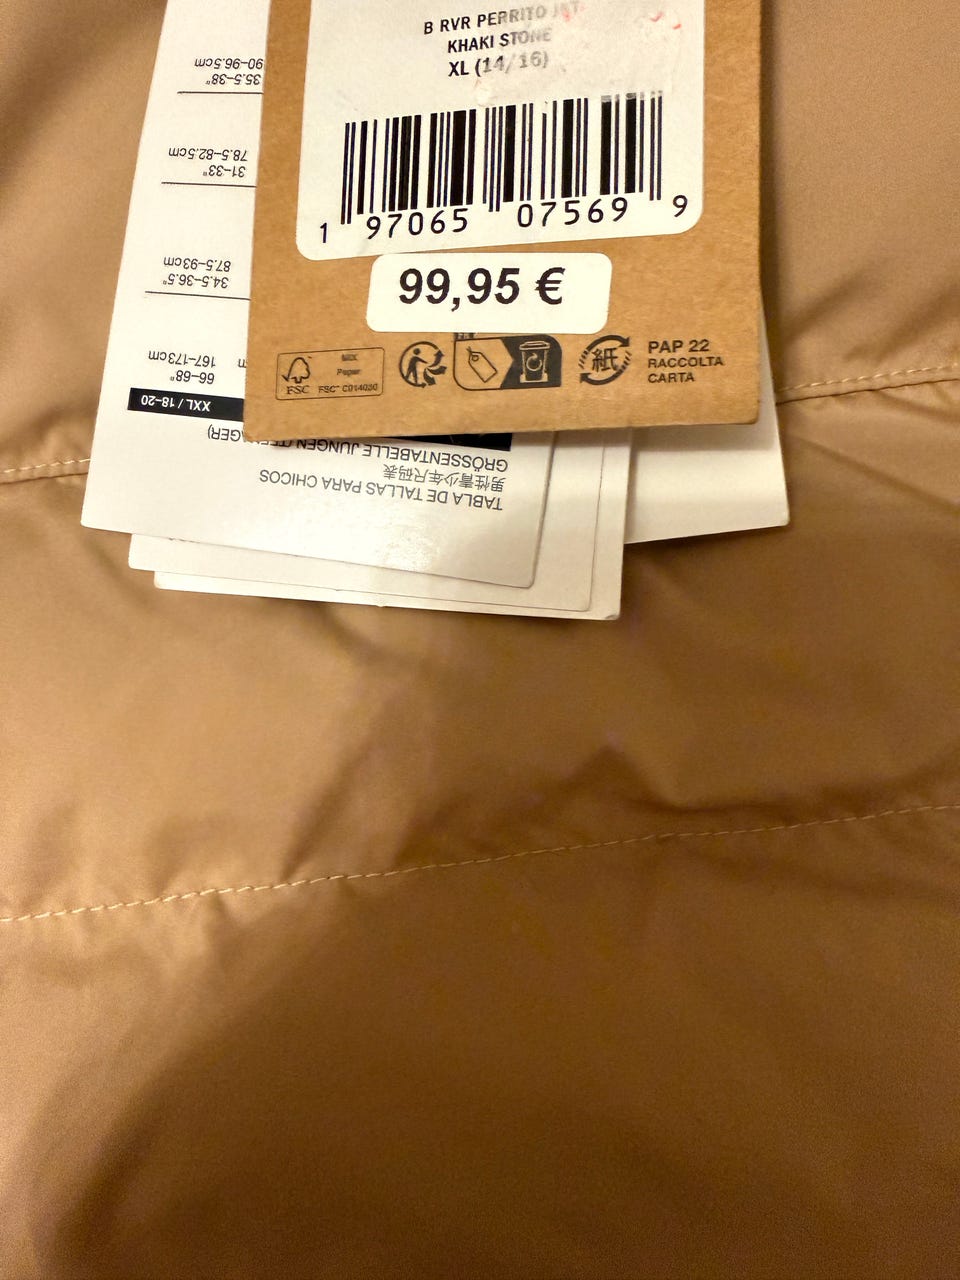 B RVR PERRITO JKT
KHAKI STONE
XL (14/16)
1 97065 07569 9
99,95 €
FSC
MIX
Paper
FSC™ C014030
FR
紙
PAP 22
RACCOLTA
CARTA
TABLA DE TALLAS PARA CHICOS
男性青少年尺码表
GRÖSSENTABELLE JUNGEN
XXL / 18-20
66–68"
167–173cm
34.5–36.5"
87.5–93cm
31–33"
78.5–82.5cm
35.5–38"
90–96.5cm